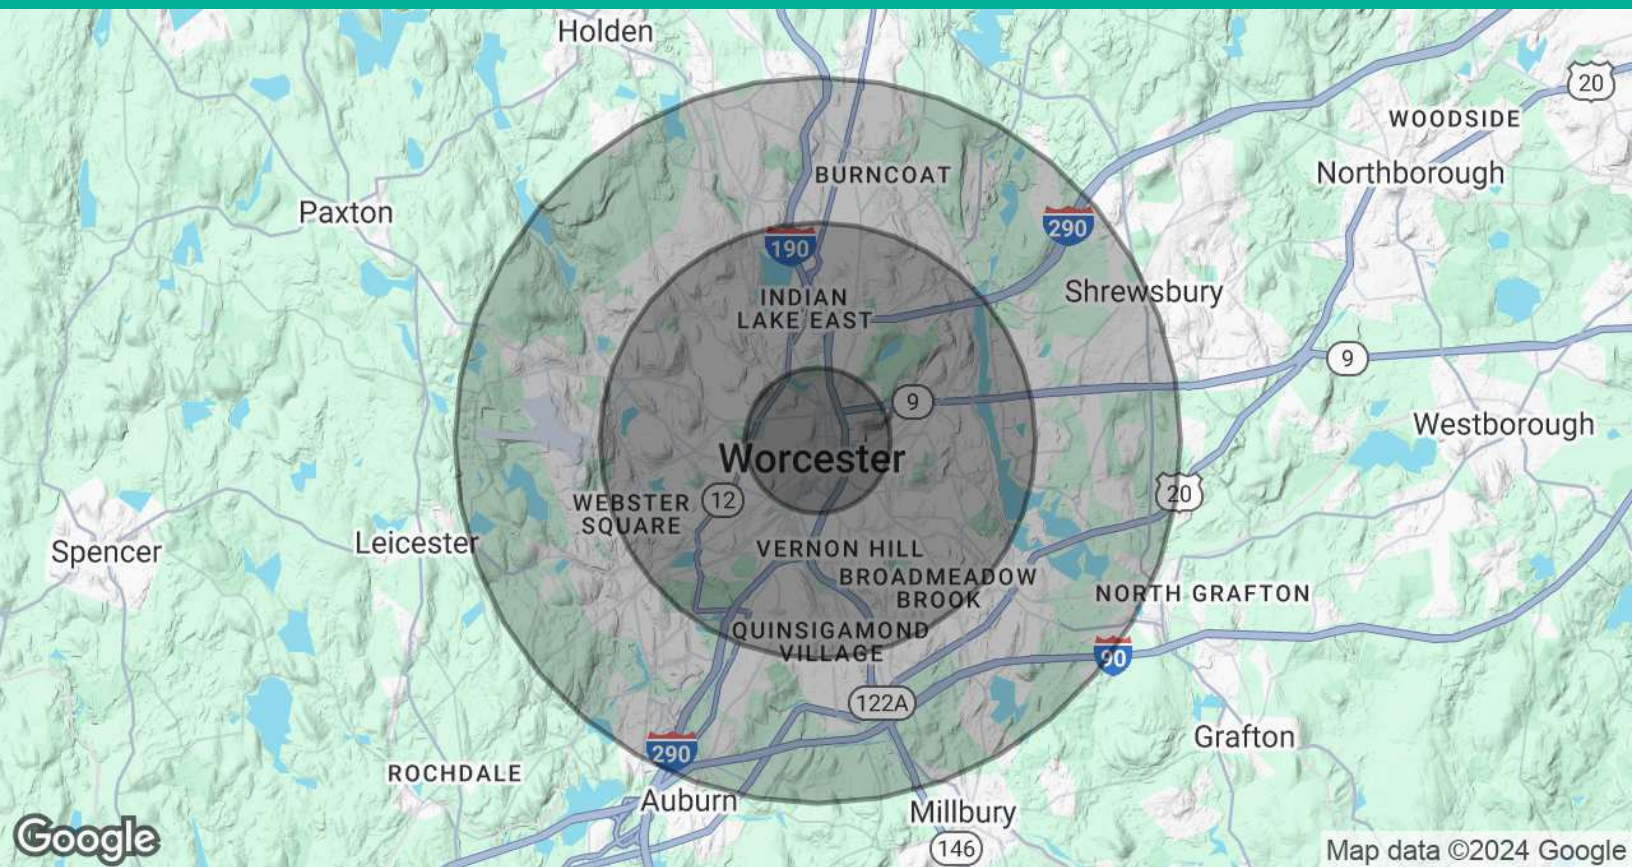 Holden
20
WOODSIDE
BURNCOAT
Northborough
Paxton
290
190
Shrewsbury
INDIAN
LAKE EAST
9
9
Westborough
Worcester
WEBSTER
SQUARE
12
20
Leicester
Spencer
VERNON HILL
BROADMEADOW
BROOK
NORTH GRAFTON
QUINSIGAMOND
VILLAGE
90
122A
Grafton
290
ROCHDALE
Auburn
Millbury
146
Google
Map data ©2024 Google